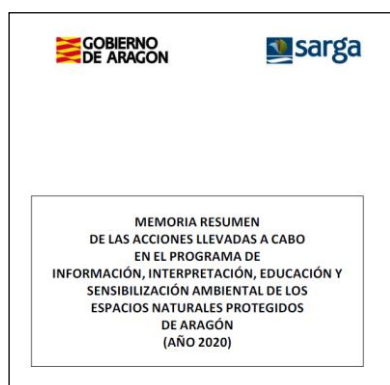 GOBIERNO
DE ARAGON
sarga
MEMORIA RESUMEN
DE LAS ACCIONES LLEVADAS A CABO
EN EL PROGRAMA DE
INFORMACIÓN, INTERPRETACIÓN, EDUCACIÓN Y
SENSIBILIZACIÓN AMBIENTAL DE LOS
ESPACIOS NATURALES PROTEGIDOS
DE ARAGÓN
(AÑO 2020)